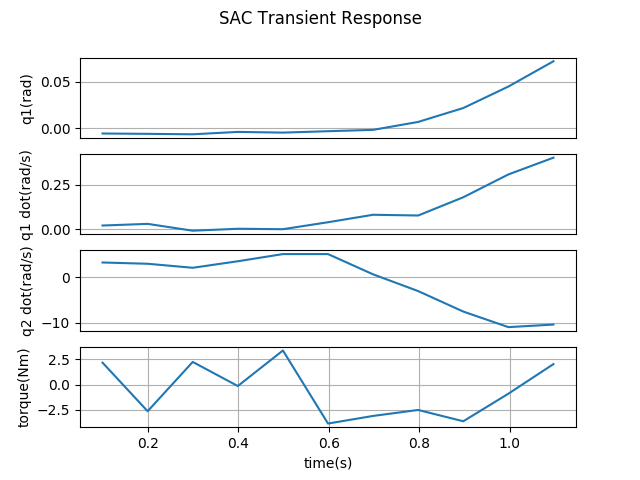 SAC Transient Response
q1(rad)
0.05
0.00
q1 dot(rad/s)
0.25
0.00
q2 dot(rad/s)
0
−10
torque(Nm)
2.5
0.0
−2.5
0.2 0.4 0.6 0.8 1.0
time(s)